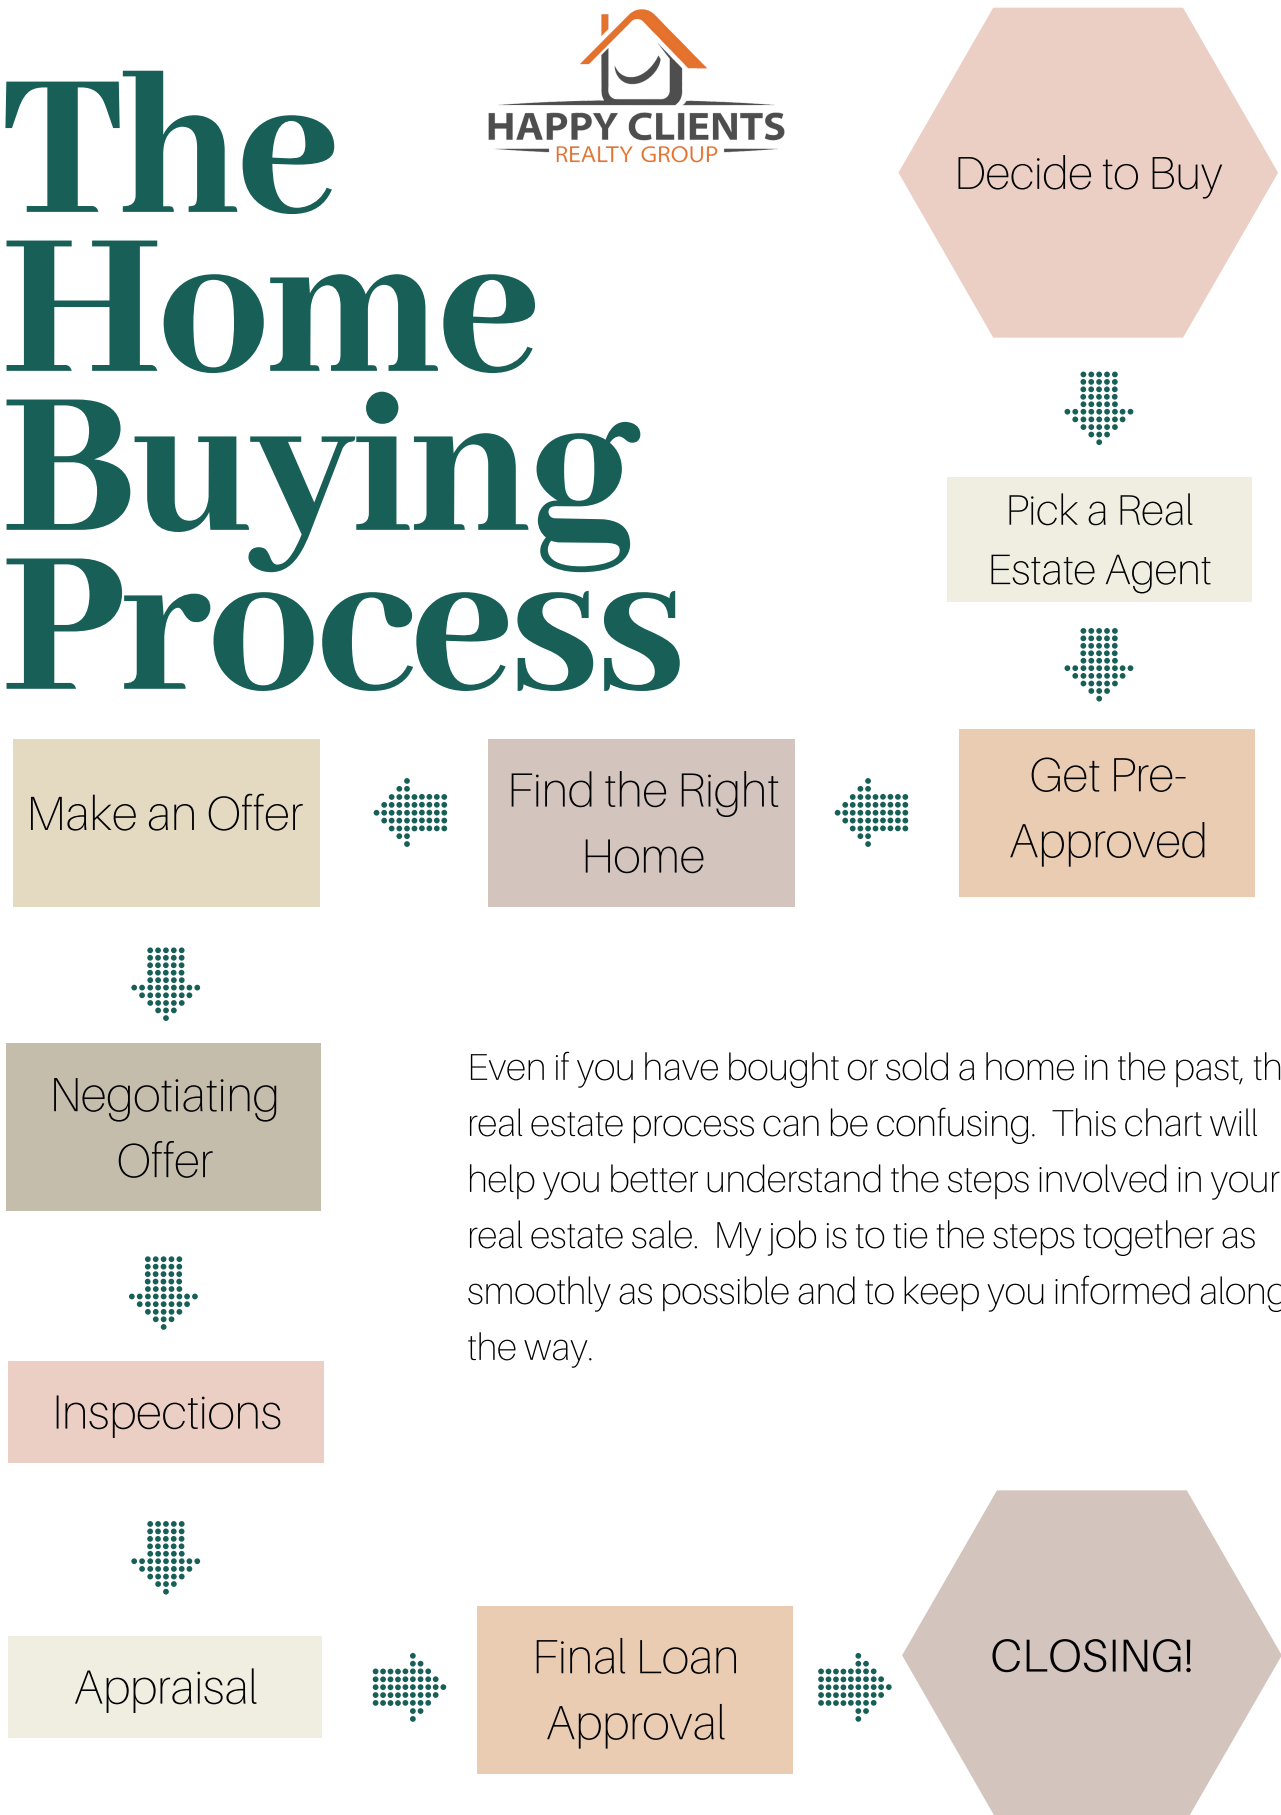 The
Home
Buying
Process
HAPPY CLIENTS
REALTY GROUP
Decide to Buy
Pick a Real
Estate Agent
Get Pre-
Approved
Find the Right
Home
Make an Offer
Negotiating
Offer
Inspections
Appraisal
Final Loan
Approval
CLOSING!
Even if you have bought or sold a home in the past, th
real estate process can be confusing.  This chart will
help you better understand the steps involved in your
real estate sale.  My job is to tie the steps together as
smoothly as possible and to keep you informed along
the way.